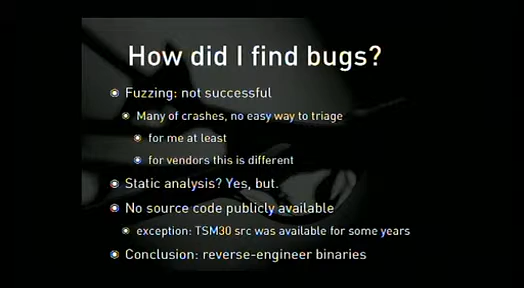 How did I find bugs?
Fuzzing: not successful
Many of crashes, no easy way to triage
for me at least
for vendors this is different
Static analysis? Yes, but.
No source code publicly available
exception: TSM30 src was available for some years
Conclusion: reverse-engineer binaries